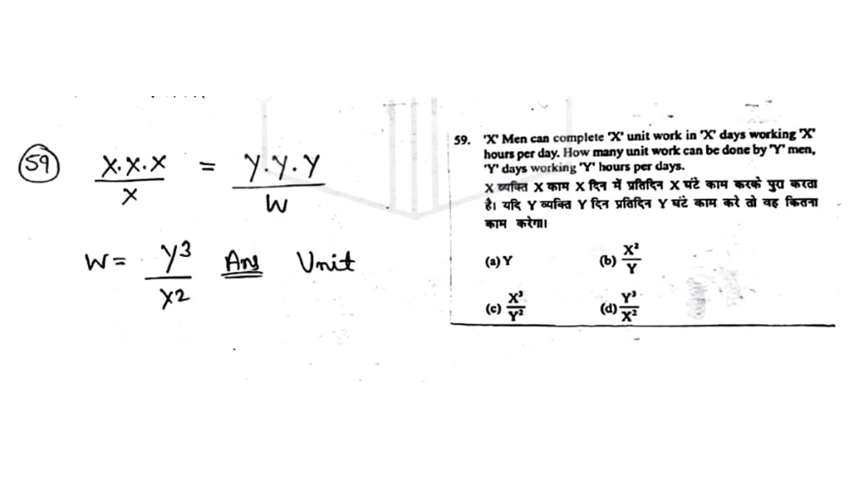 59
X.X.X / X = Y.Y.Y / W
W = Y³ / X2 Ans Unit
59. 'X' Men can complete 'X' unit work in 'X' days working 'X'
hours per day. How many unit work can be done by 'Y' men,
'Y' days working 'Y' hours per days.
X व्यक्ति X काम X दिन में प्रतिदिन X घंटे काम करके पुरा करता
है। यदि Y व्यक्ति Y दिन प्रतिदिन Y घंटे काम करे तो वह कितना
काम करेगा।
(a) Y (b) X²/Y
(c) X³/Y² (d) Y³/X²